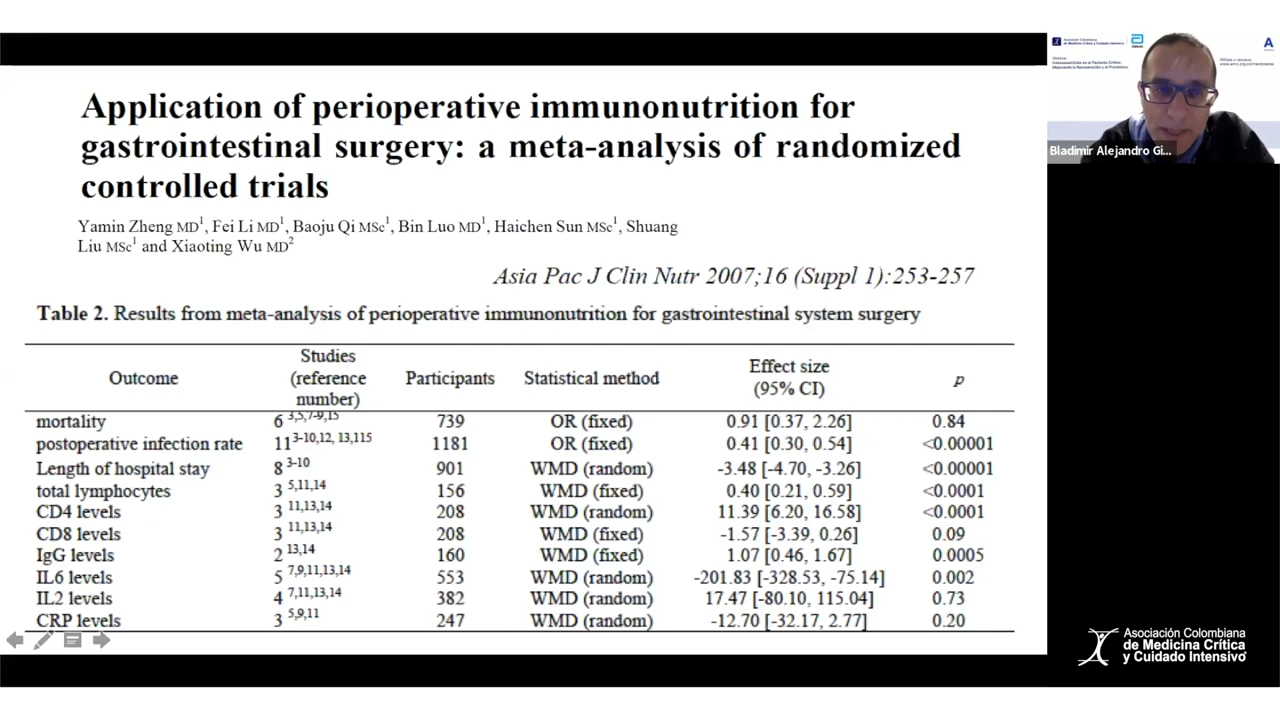 Application of perioperative immunonutrition for
gastrointestinal surgery: a meta-analysis of randomized
controlled trials
Yamin Zheng MD1, Fei Li MD1, Baoju Qi MSc1, Bin Luo MD1, Haichen Sun MSc1, Shuang
Liu MSc1 and Xiaoting Wu MD2
Asia Pac J Clin Nutr 2007;16 (Suppl 1):253-257
Table 2. Results from meta-analysis of perioperative immunonutrition for gastrointestinal system surgery
Outcome Studies (reference number) Participants Statistical method Effect size (95% CI) p
mortality 6 3,5,7-9,15 739 OR (fixed) 0.91 [0.37, 2.26] 0.84
postoperative infection rate 11 3-10,12, 13,115 1181 OR (fixed) 0.41 [0.30, 0.54] <0.00001
Length of hospital stay 8 3-10 901 WMD (random) -3.48 [-4.70, -3.26] <0.00001
total lymphocytes 3 5,11,14 156 WMD (fixed) 0.40 [0.21, 0.59] <0.0001
CD4 levels 3 11,13,14 208 WMD (random) 11.39 [6.20, 16.58] <0.0001
CD8 levels 3 11,13,14 208 WMD (fixed) -1.57 [-3.39, 0.26] 0.09
IgG levels 2 13,14 160 WMD (fixed) 1.07 [0.46, 1.67] 0.0005
IL6 levels 5 7,9,11,13,14 553 WMD (random) -201.83 [-328.53, -75.14] 0.002
IL2 levels 4 7,11,13,14 382 WMD (random) 17.47 [-80.10, 115.04] 0.73
CRP levels 3 5,9,11 247 WMD (random) -12.70 [-32.17, 2.77] 0.20
Asociación Colombiana
de Medicina Crítica y Cuidado Intensivo
A
Bladimir Alejandro Gi...
Asociación Colombiana
de Medicina Crítica
y Cuidado Intensivo